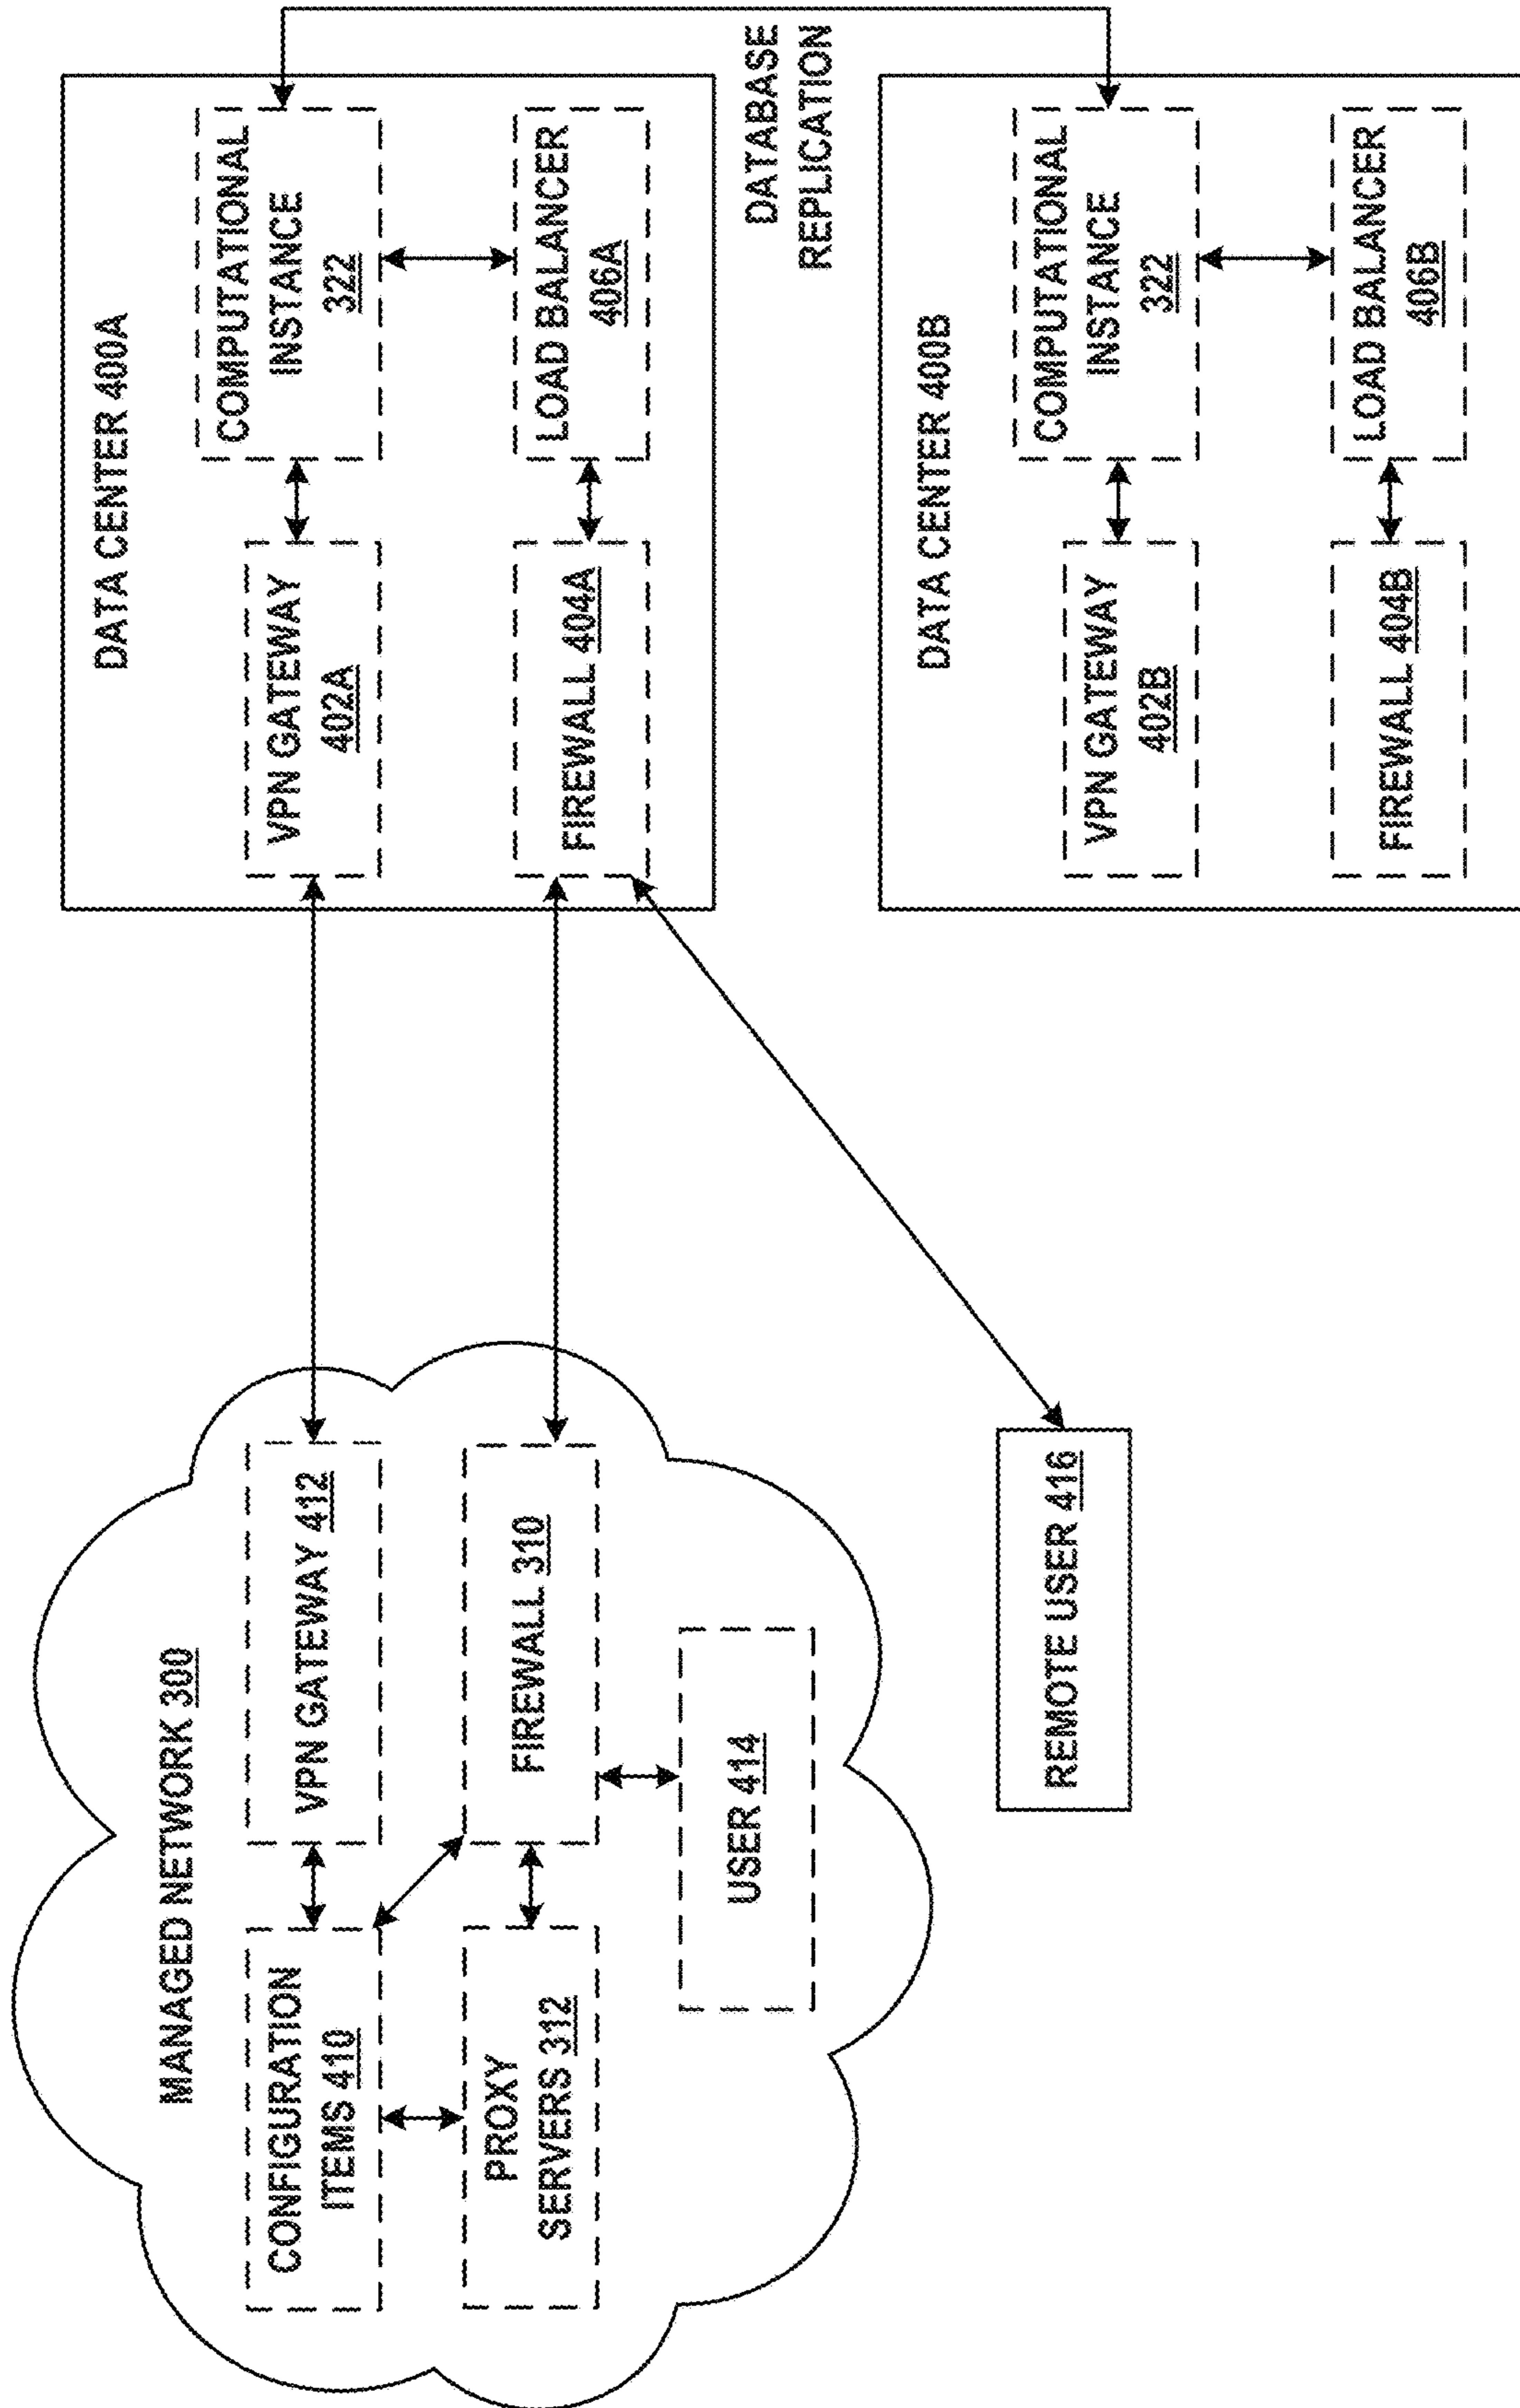 MANAGED NETWORK 300
CONFIGURATION
ITEMS 410
VPN GATEWAY 412
PROXY
SERVERS 312
FIREWALL 310
USER 414
REMOTE USER 416
DATA CENTER 400A
VPN GATEWAY
402A
COMPUTATIONAL
INSTANCE
322
FIREWALL 404A
LOAD BALANCER
406A
DATABASE
REPLICATION
DATA CENTER 400B
VPN GATEWAY
402B
COMPUTATIONAL
INSTANCE
322
FIREWALL 404B
LOAD BALANCER
406B